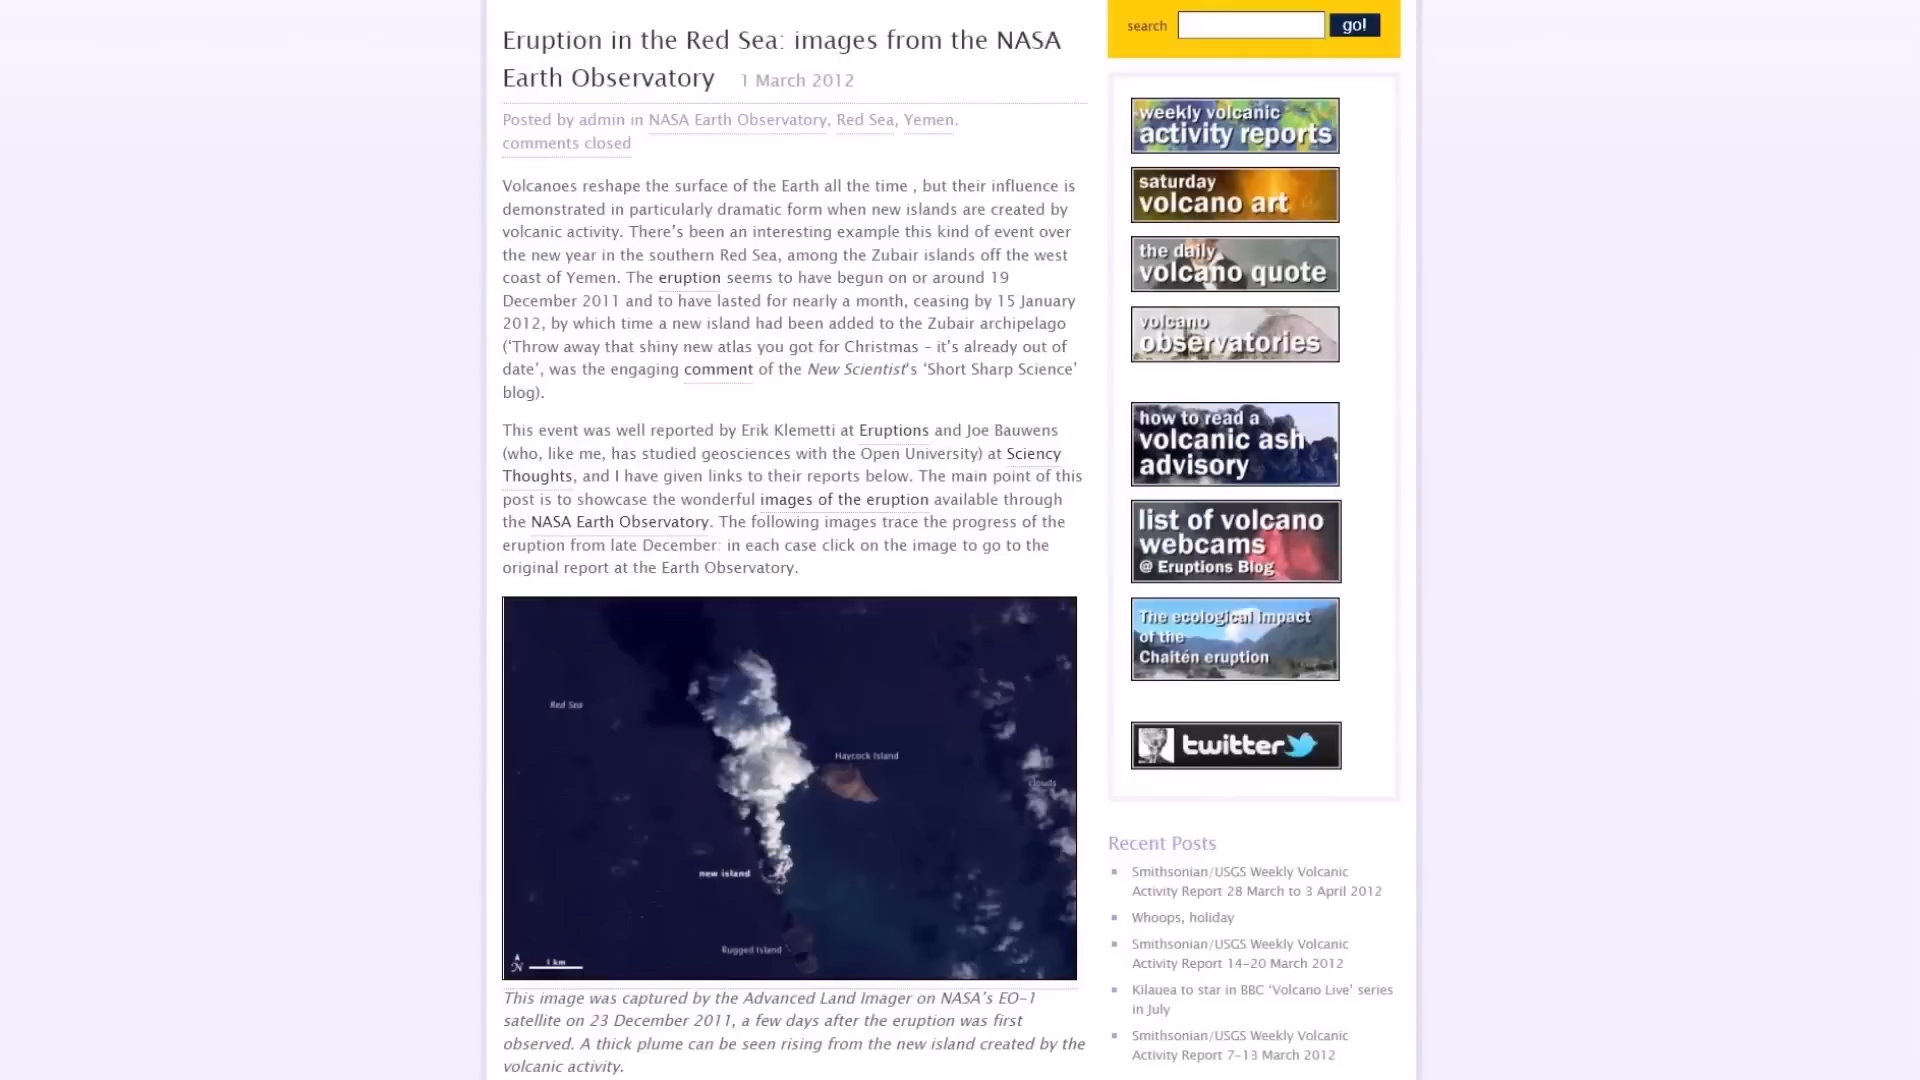 Eruption in the Red Sea: images from the NASA
Earth Observatory 1 March 2012
Posted by admin in NASA Earth Observatory, Red Sea, Yemen.
comments closed
Volcanoes reshape the surface of the Earth all the time , but their influence is
demonstrated in particularly dramatic form when new islands are created by
volcanic activity. There's been an interesting example this kind of event over
the new year in the southern Red Sea, among the Zubair islands off the west
coast of Yemen. The eruption seems to have begun on or around 19
December 2011 and to have lasted for nearly a month, ceasing by 15 January
2012, by which time a new island had been added to the Zubair archipelago
(‘Throw away that shiny new atlas you got for Christmas – it's already out of
date’, was the engaging comment of the New Scientist's ‘Short Sharp Science’
blog).
This event was well reported by Erik Klemetti at Eruptions and Joe Bauwens
(who, like me, has studied geosciences with the Open University) at Sciency
Thoughts, and I have given links to their reports below. The main point of this
post is to showcase the wonderful images of the eruption available through
the NASA Earth Observatory. The following images trace the progress of the
eruption from late December: in each case click on the image to go to the
original report at the Earth Observatory.
Red Sea
Haycock Island
clouds
new island
Rugged Island
N
1 km
This image was captured by the Advanced Land Imager on NASA's EO-1
satellite on 23 December 2011, a few days after the eruption was first
observed. A thick plume can be seen rising from the new island created by the
volcanic activity.
search go!
weekly volcanic
activity reports
saturday
volcano art
the daily
volcano quote
volcano
observatories
how to read a
volcanic ash
advisory
list of volcano
webcams
@ Eruptions Blog
The ecological impact
of the
Chaitén eruption
twitter
Recent Posts
Smithsonian/USGS Weekly Volcanic
Activity Report 28 March to 3 April 2012
Whoops, holiday
Smithsonian/USGS Weekly Volcanic
Activity Report 14-20 March 2012
Kilauea to star in BBC ‘Volcano Live’ series
in July
Smithsonian/USGS Weekly Volcanic
Activity Report 7-13 March 2012